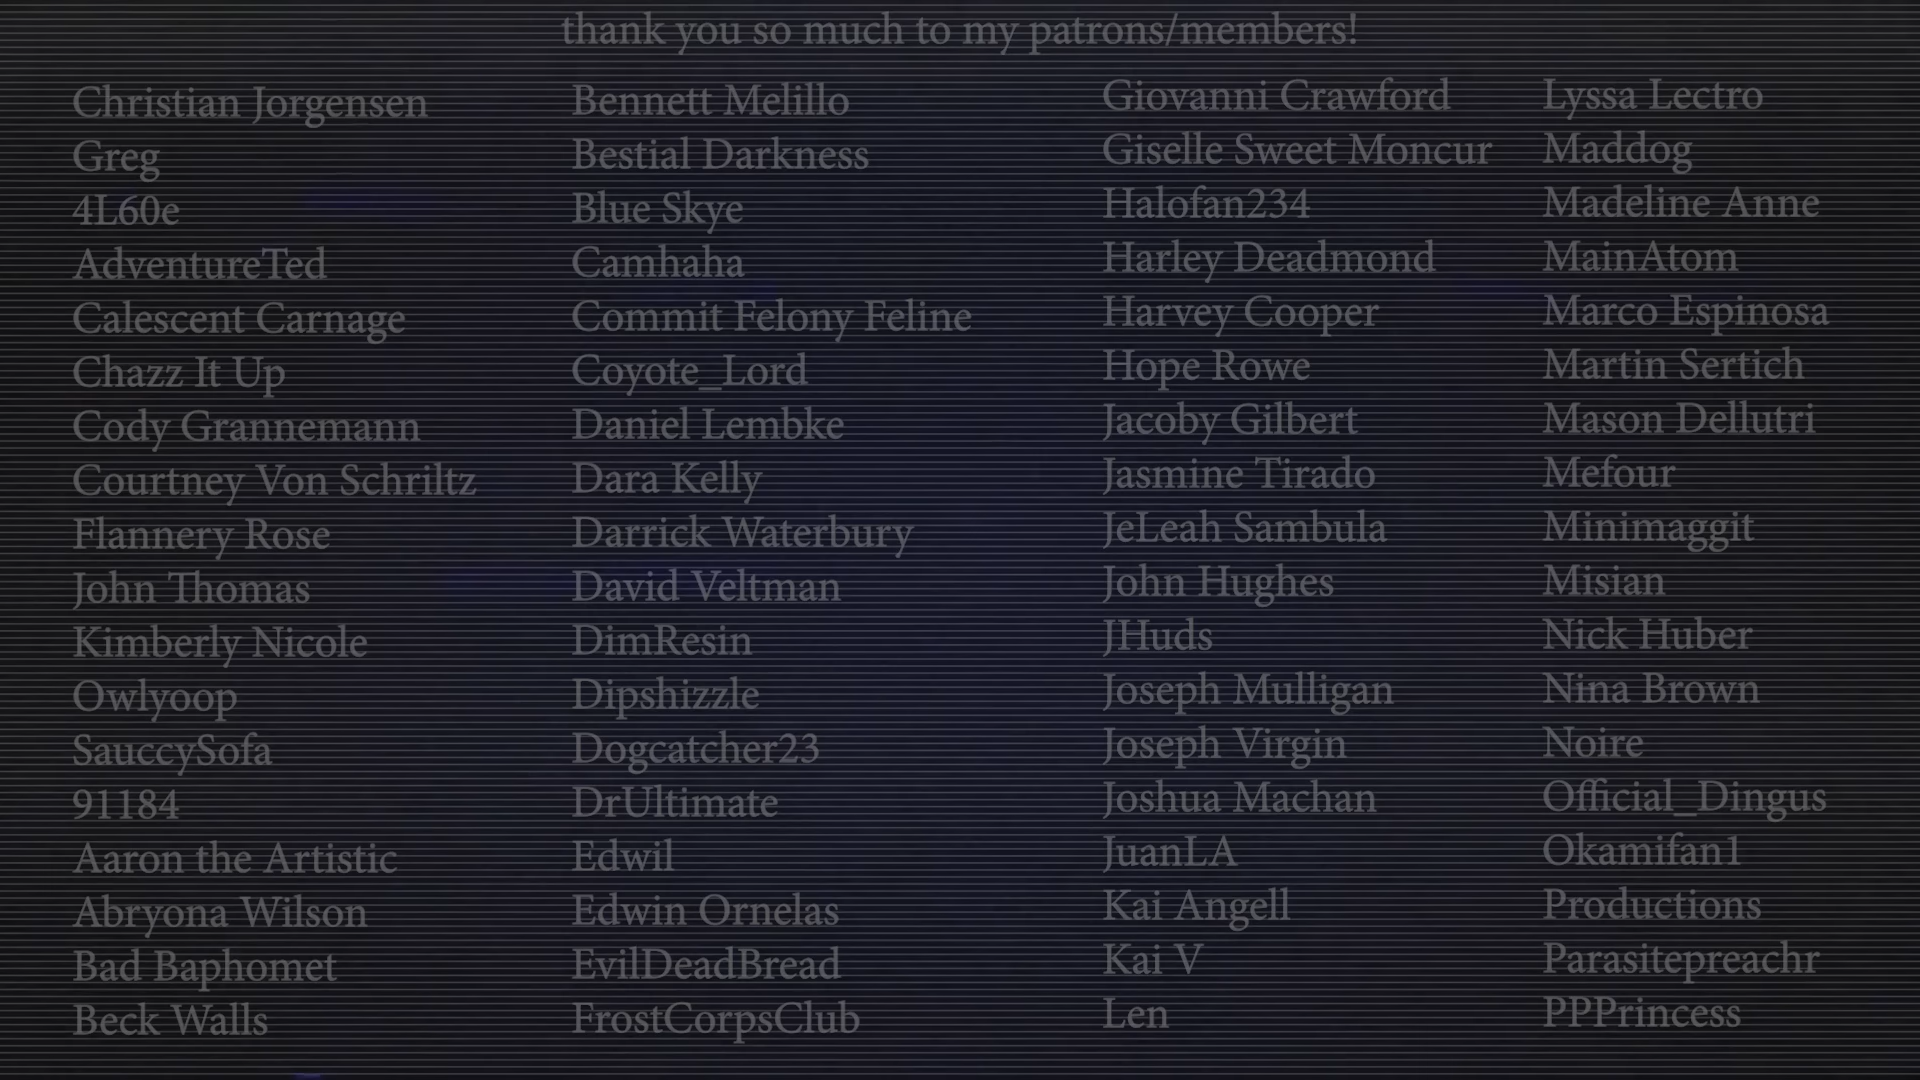 thank you so much to my patrons/members!
Christian Jorgensen
Greg
4L60e
AdventureTed
Calescent Carnage
Chazz It Up
Cody Grannemann
Courtney Von Schriltz
Flannery Rose
John Thomas
Kimberly Nicole
Owlyoop
SauccySofa
91184
Aaron the Artistic
Abryona Wilson
Bad Baphomet
Beck Walls
Bennett Melillo
Bestial Darkness
Blue Skye
Camhaha
Commit Felony Feline
Coyote_Lord
Daniel Lembke
Dara Kelly
Darrick Waterbury
David Veltman
DimResin
Dipshizzle
Dogcatcher23
DrUltimate
Edwil
Edwin Ornelas
EvilDeadBread
FrostCorpsClub
Giovanni Crawford
Giselle Sweet Moncur
Halofan234
Harley Deadmond
Harvey Cooper
Hope Rowe
Jacoby Gilbert
Jasmine Tirado
JeLeah Sambula
John Hughes
JHuds
Joseph Mulligan
Joseph Virgin
Joshua Machan
JuanLA
Kai Angell
Kai V
Len
Lyssa Lectro
Maddog
Madeline Anne
MainAtom
Marco Espinosa
Martin Sertich
Mason Dellutri
Mefour
Minimaggit
Misian
Nick Huber
Nina Brown
Noire
Official_Dingus
Okamifan1
Productions
Parasitepreachr
PPPrincess